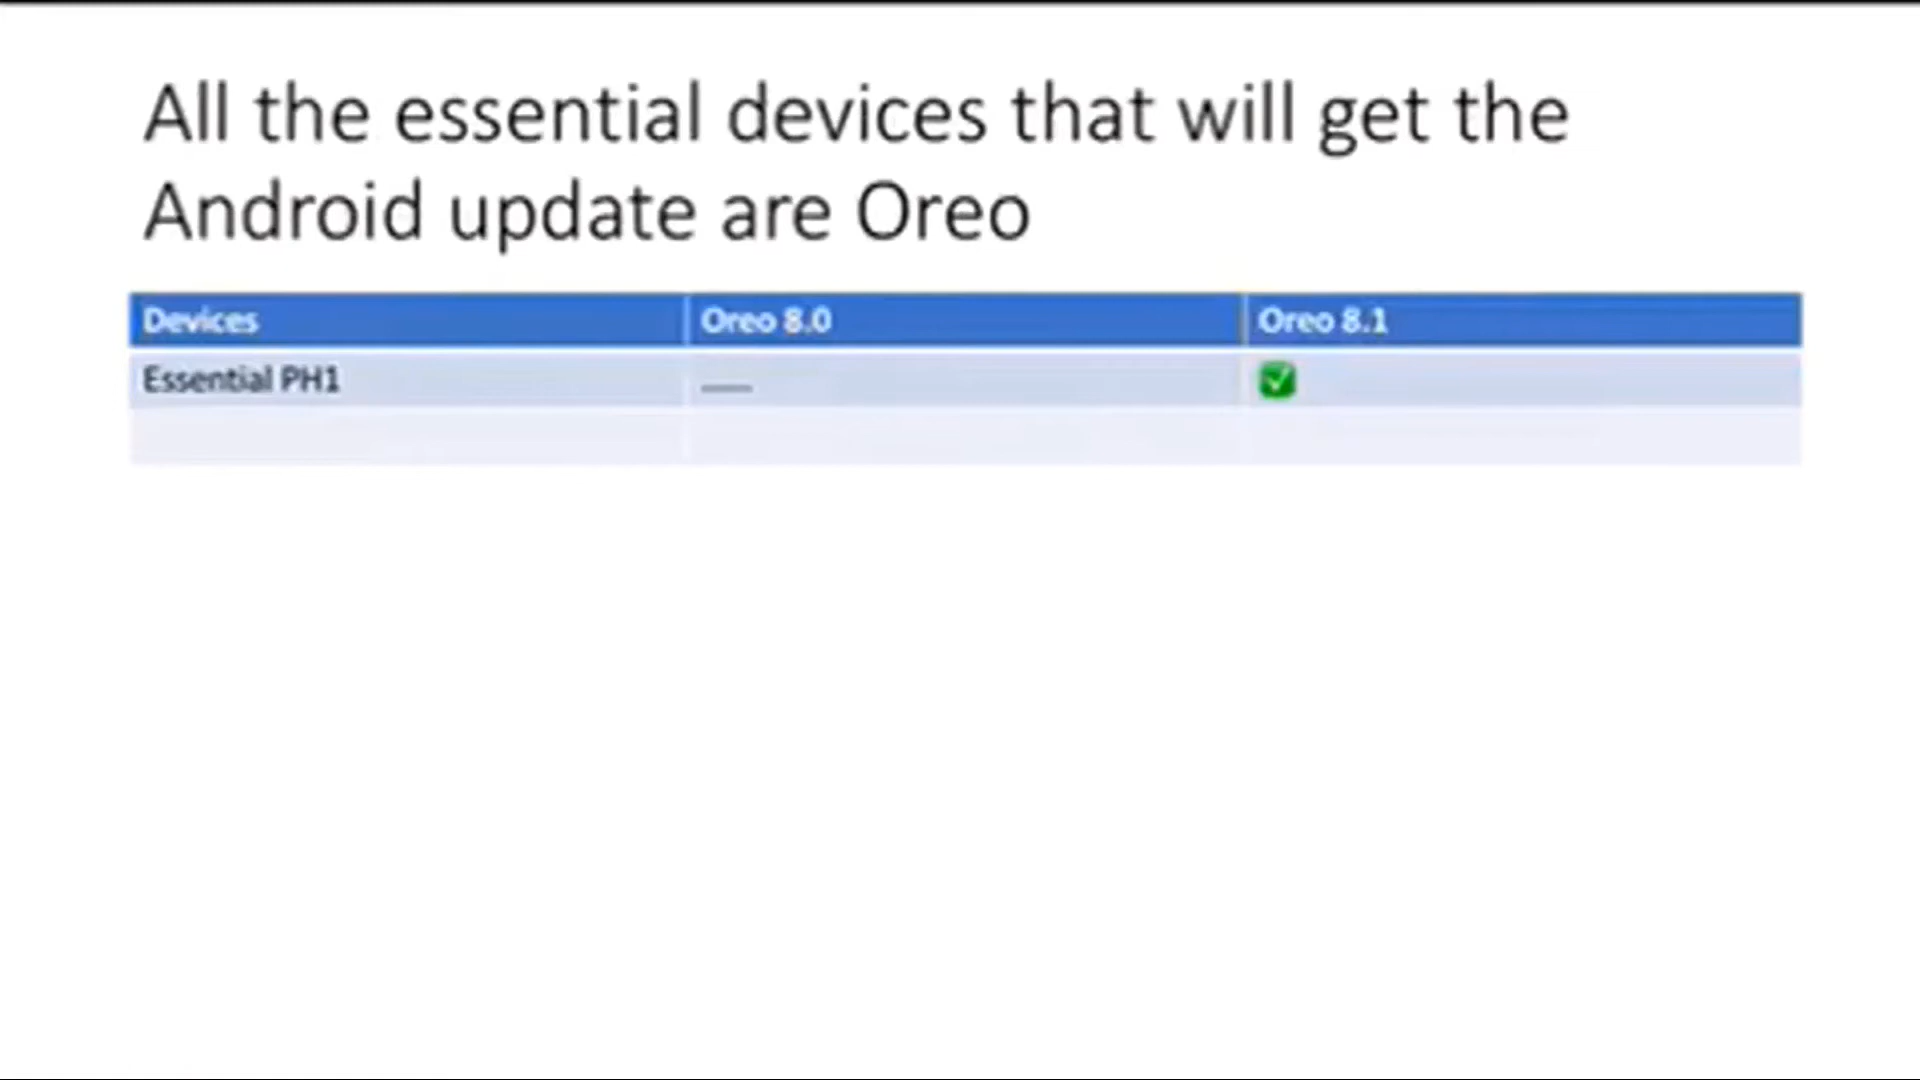 All the essential devices that will get the
Android update are Oreo
Devices Oreo 8.0 Oreo 8.1
Essential PH1 — ✅